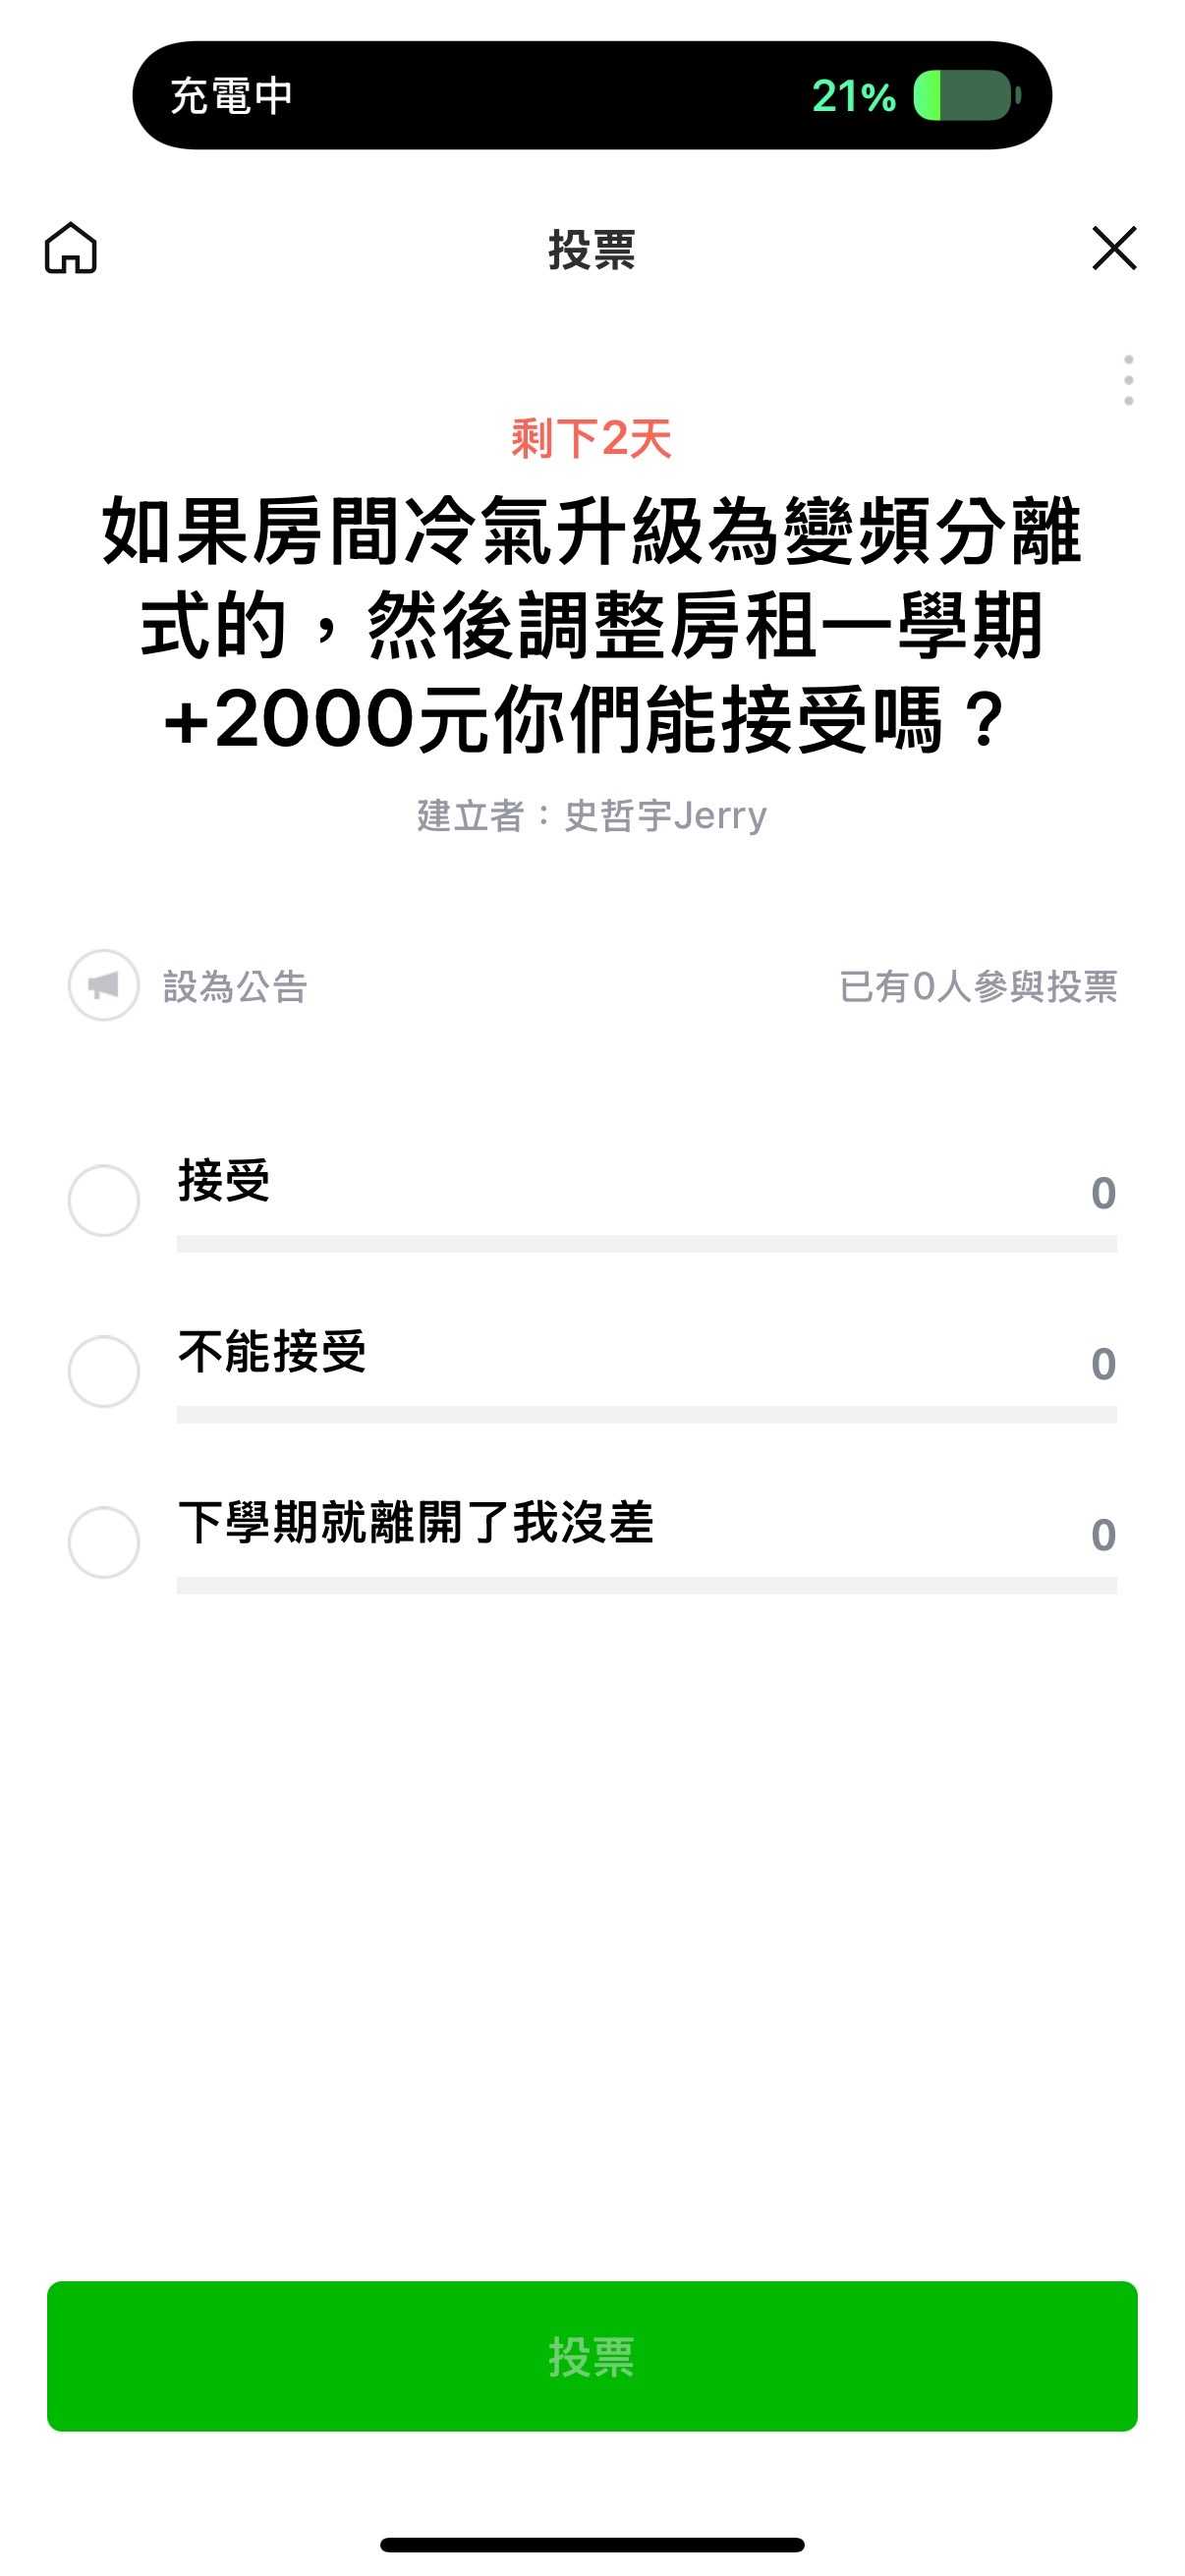 充電中 21%
投票
剩下2天
如果房間冷氣升級為變頻分離
式的，然後調整房租一學期
+2000元你們能接受嗎？
建立者：史哲宇Jerry
設為公告 已有0人參與投票
接受 0
不能接受 0
下學期就離開了我沒差 0
投票